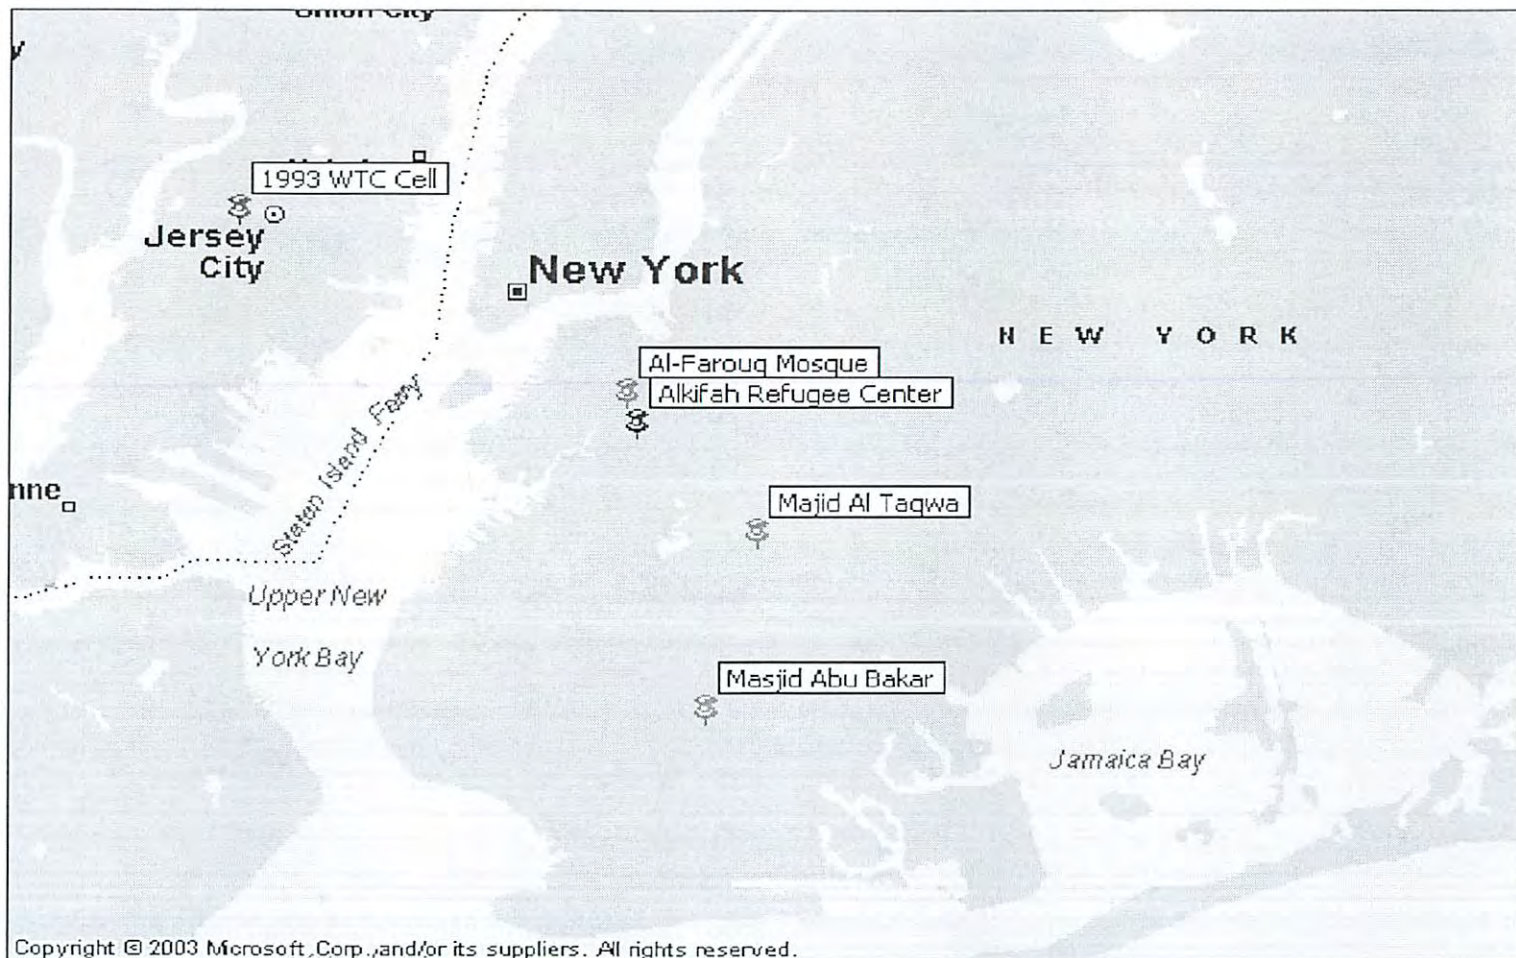 Union City
y
1993 WTC Cell
Jersey
City
New York
NEW YORK
Al-Farouq Mosque
Alkifah Refugee Center
Staten Island Ferry
nne
Majid Al Taqwa
Upper New
York Bay
Masjid Abu Bakar
Jamaica Bay
Copyright © 2003 Microsoft Corp. and/or its suppliers. All rights reserved.